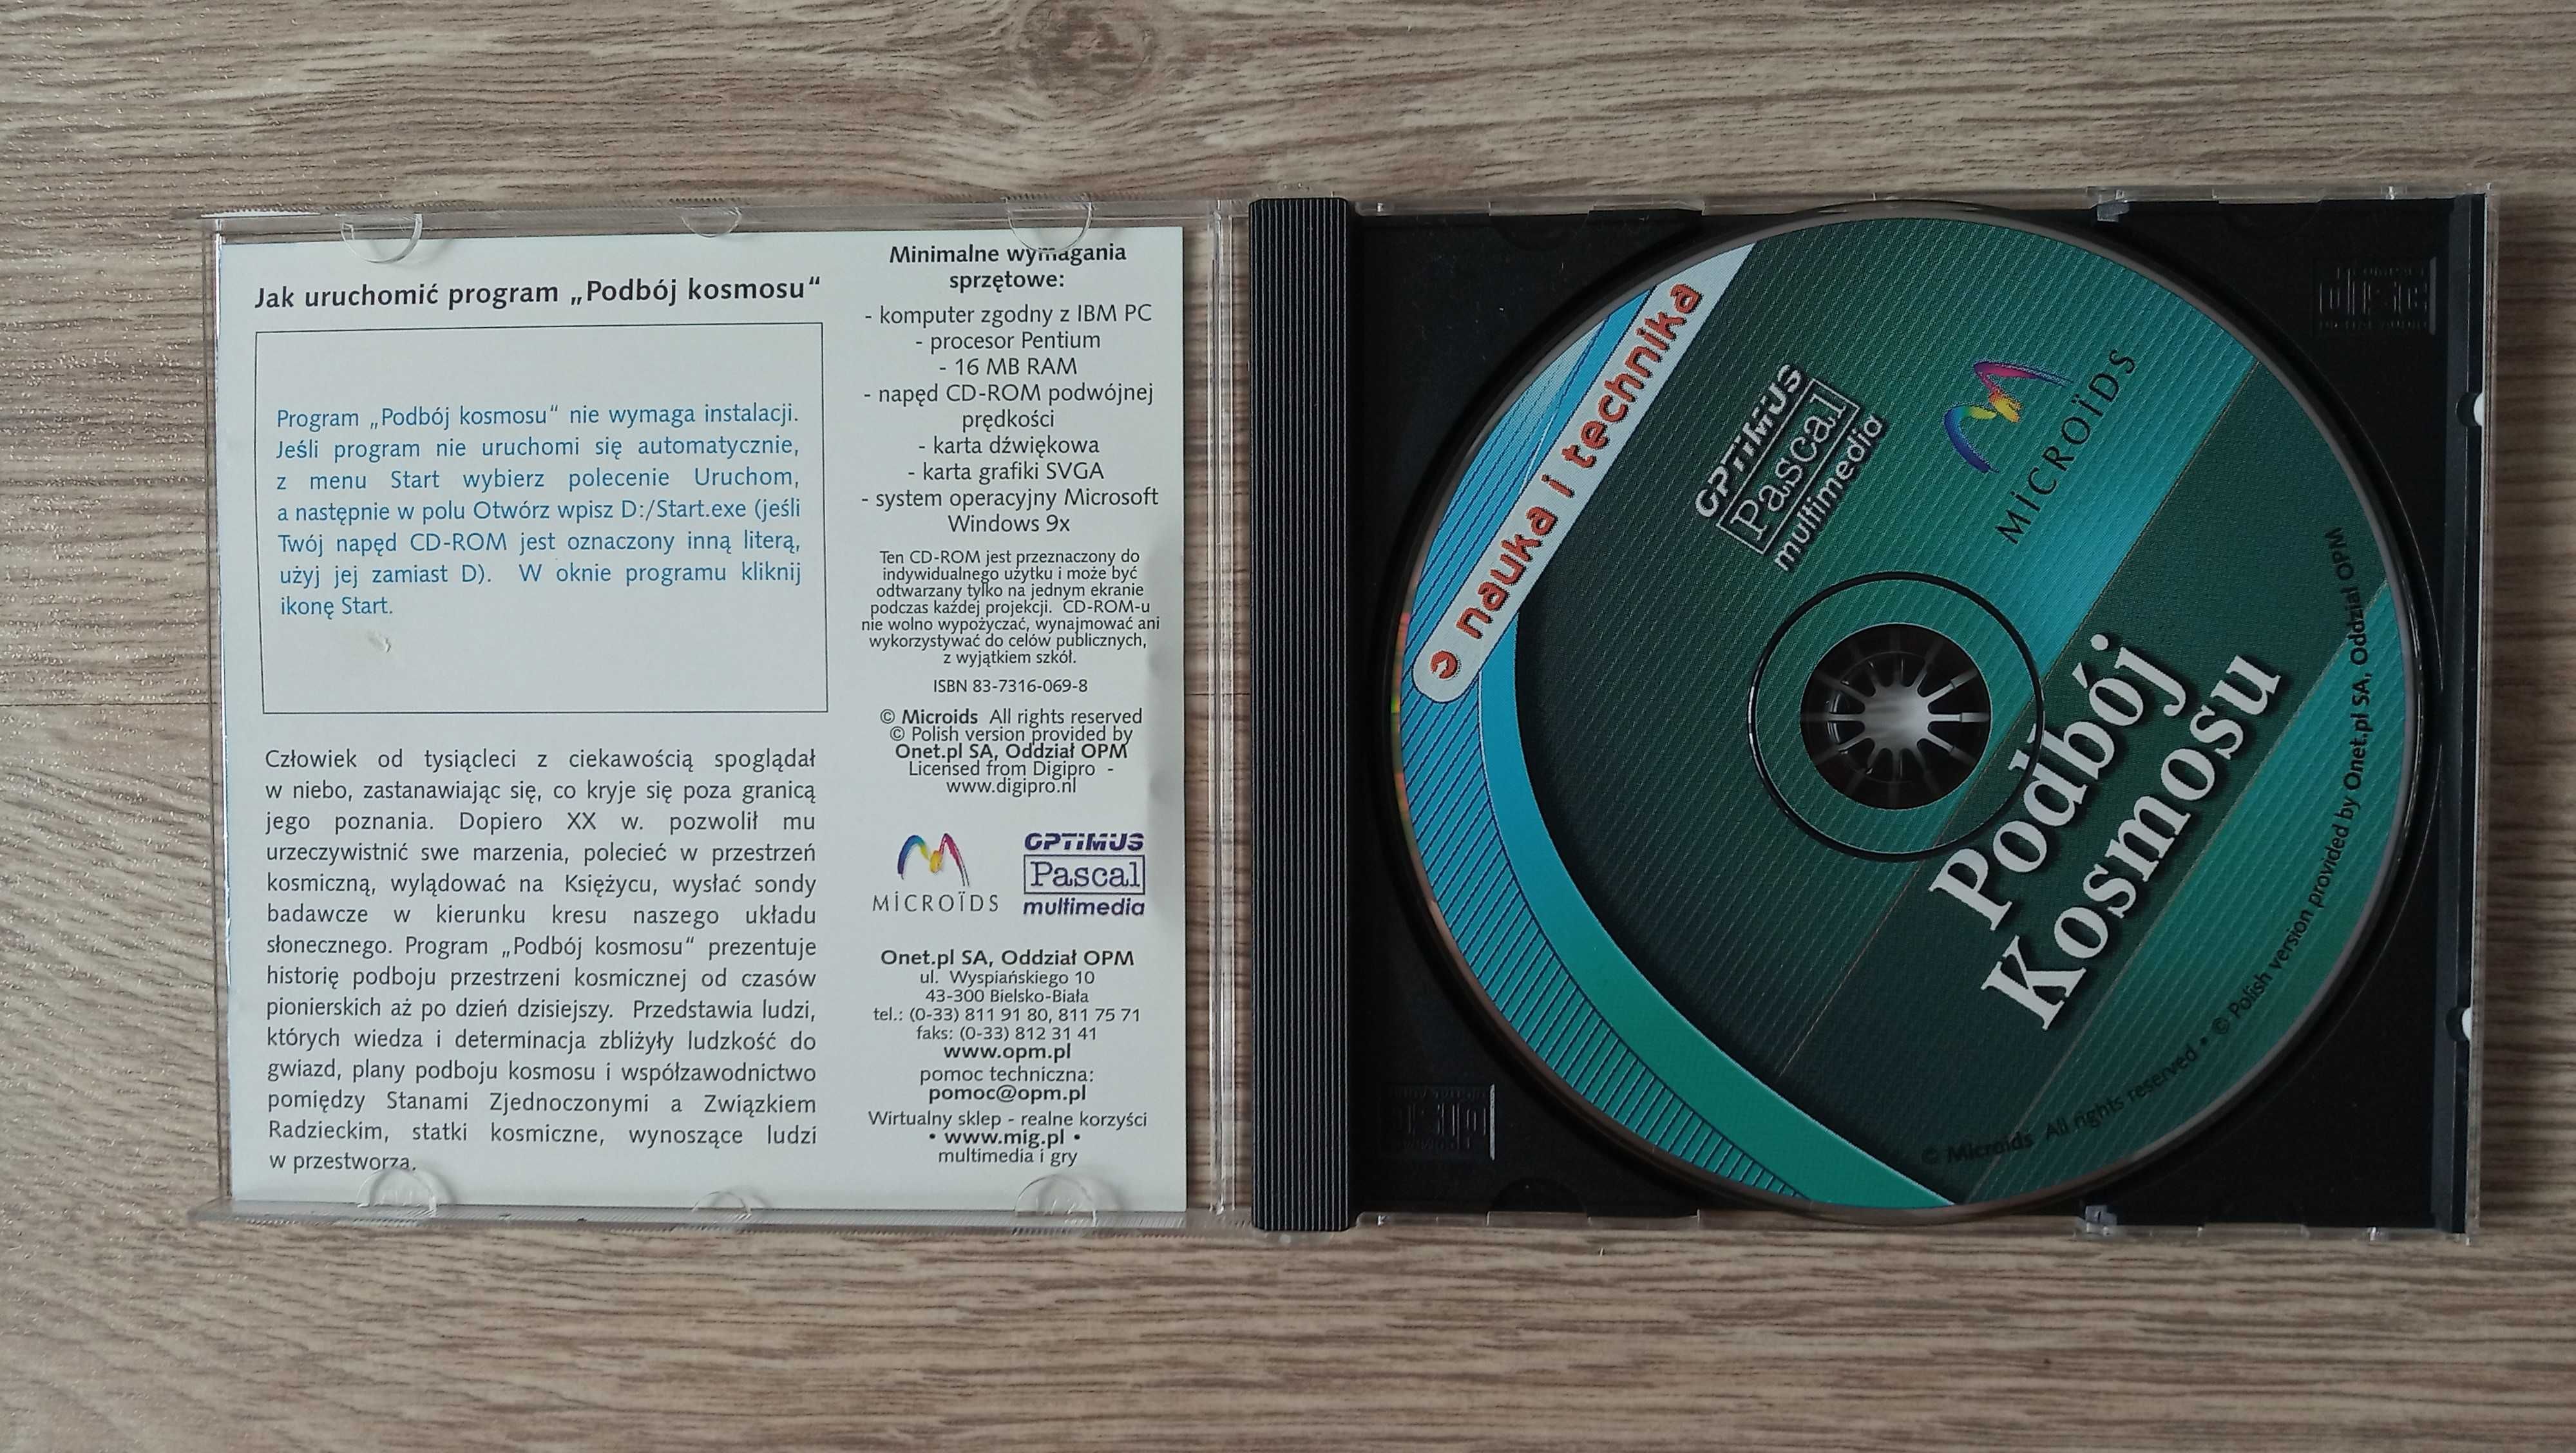 Jak uruchomić program „Podbój kosmosu“
Program „Podbój kosmosu“ nie wymaga instalacji.
Jeśli program nie uruchomi się automatycznie,
z menu Start wybierz polecenie Uruchom,
a następnie w polu Otwórz wpisz D:/Start.exe (jeśli
Twój napęd CD-ROM jest oznaczony inną literą,
użyj jej zamiast D). W oknie programu kliknij
ikonę Start.
Człowiek od tysiącleci z ciekawością spoglądał
w niebo, zastanawiając się, co kryje się poza granicą
jego poznania. Dopiero XX w. pozwolił mu
urzeczywistnić swe marzenia, polecieć w przestrzeń
kosmiczną, wylądować na Księżycu, wysłać sondy
badawcze w kierunku kresu naszego układu
słonecznego. Program „Podbój kosmosu“ prezentuje
historię podboju przestrzeni kosmicznej od czasów
pionierskich aż po dzień dzisiejszy. Przedstawia ludzi,
których wiedza i determinacja zbliżyły ludzkość do
gwiazd, plany podboju kosmosu i współzawodnictwo
pomiędzy Stanami Zjednoczonymi a Związkiem
Radzieckim, statki kosmiczne, wynoszące ludzi
w przestworza.
Minimalne wymagania
sprzętowe:
- komputer zgodny z IBM PC
- procesor Pentium
- 16 MB RAM
- napęd CD-ROM podwójnej
prędkości
- karta dźwiękowa
- karta grafiki SVGA
- system operacyjny Microsoft
Windows 9x
Ten CD-ROM jest przeznaczony do
indywidualnego użytku i może być
odtwarzany tylko na jednym ekranie
podczas każdej projekcji. CD-ROM-u
nie wolno wypożyczać, wynajmować ani
wykorzystywać do celów publicznych,
z wyjątkiem szkół.
ISBN 83-7316-069-8
© Microids All rights reserved
© Polish version provided by
Onet.pl SA, Oddział OPM
Licensed from Digipro -
www.digipro.nl
MiCROÏDS
OPTiMUS
Pascal
multimedia
Onet.pl SA, Oddział OPM
ul. Wyspiańskiego 10
43-300 Bielsko-Biała
tel.: (0-33) 811 91 80, 811 75 71
faks: (0-33) 812 31 41
www.opm.pl
pomoc techniczna:
pomoc@opm.pl
Wirtualny sklep - realne korzyści
• www.mig.pl •
multimedia i gry
nauka i technika
OPTiMUS
Pascal
multimedia
MiCROÏDS
Podbój
Kosmosu
© Microids All rights reserved • © Polish version provided by Onet.pl SA, Oddział OPM
COMPACT
disc